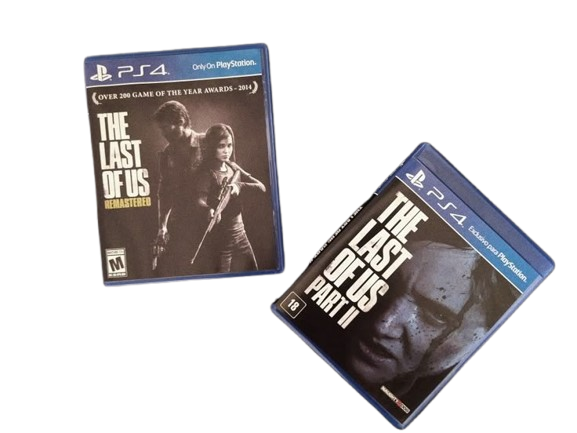 PS4
Only On PlayStation.
OVER 200 GAME OF THE YEAR AWARDS - 2014
THE
LAST
OF US
REMASTERED
M
PS4
Exclusivo para PlayStation.
THE
LAST
OF US
PART II
18